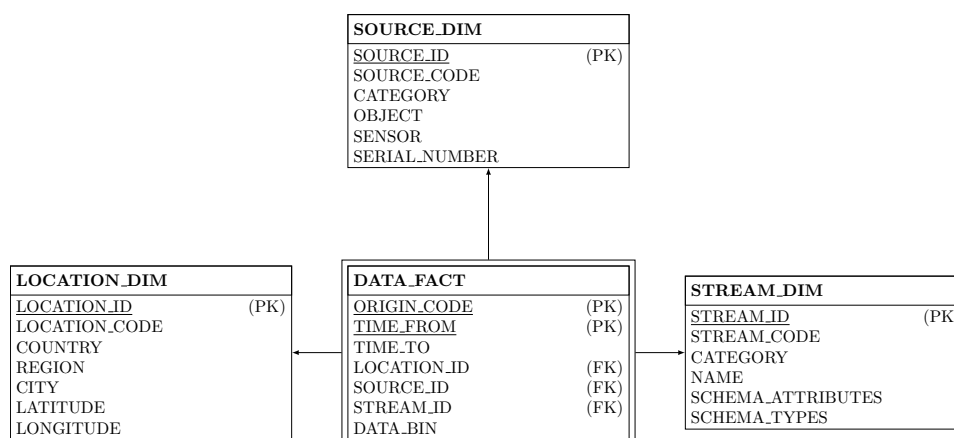 SOURCE_DIM
SOURCE_ID (PK)
SOURCE_CODE
CATEGORY
OBJECT
SENSOR
SERIAL_NUMBER
LOCATION_DIM
LOCATION_ID (PK)
LOCATION_CODE
COUNTRY
REGION
CITY
LATITUDE
LONGITUDE
DATA_FACT
ORIGIN_CODE (PK)
TIME_FROM (PK)
TIME_TO
LOCATION_ID (FK)
SOURCE_ID (FK)
STREAM_ID (FK)
DATA_BIN
STREAM_DIM
STREAM_ID (PK
STREAM_CODE
CATEGORY
NAME
SCHEMA_ATTRIBUTES
SCHEMA_TYPES